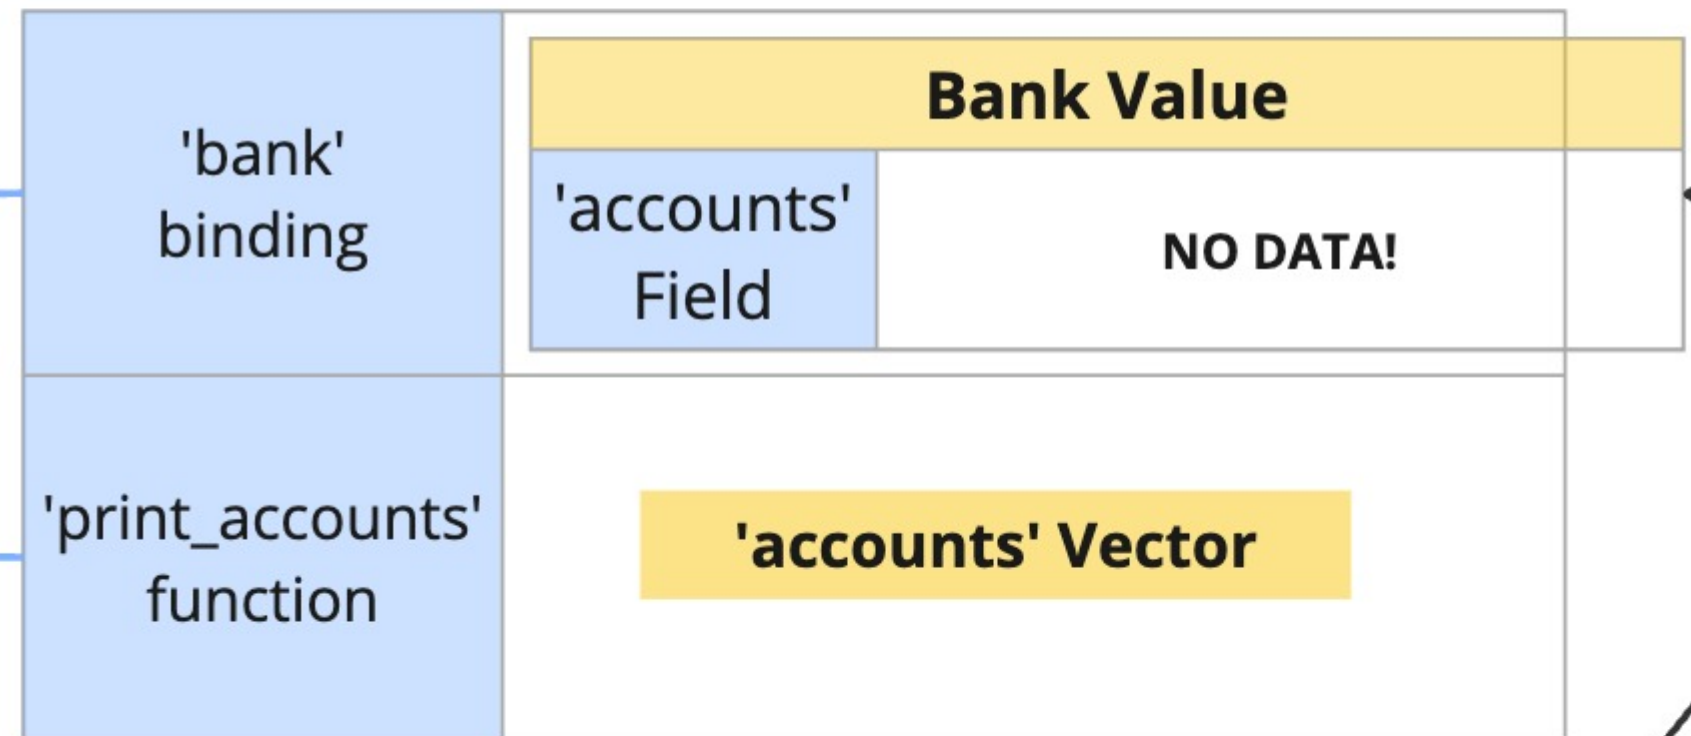 'bank'
binding
Bank Value
'accounts'
Field
NO DATA!
'print_accounts'
function
'accounts' Vector